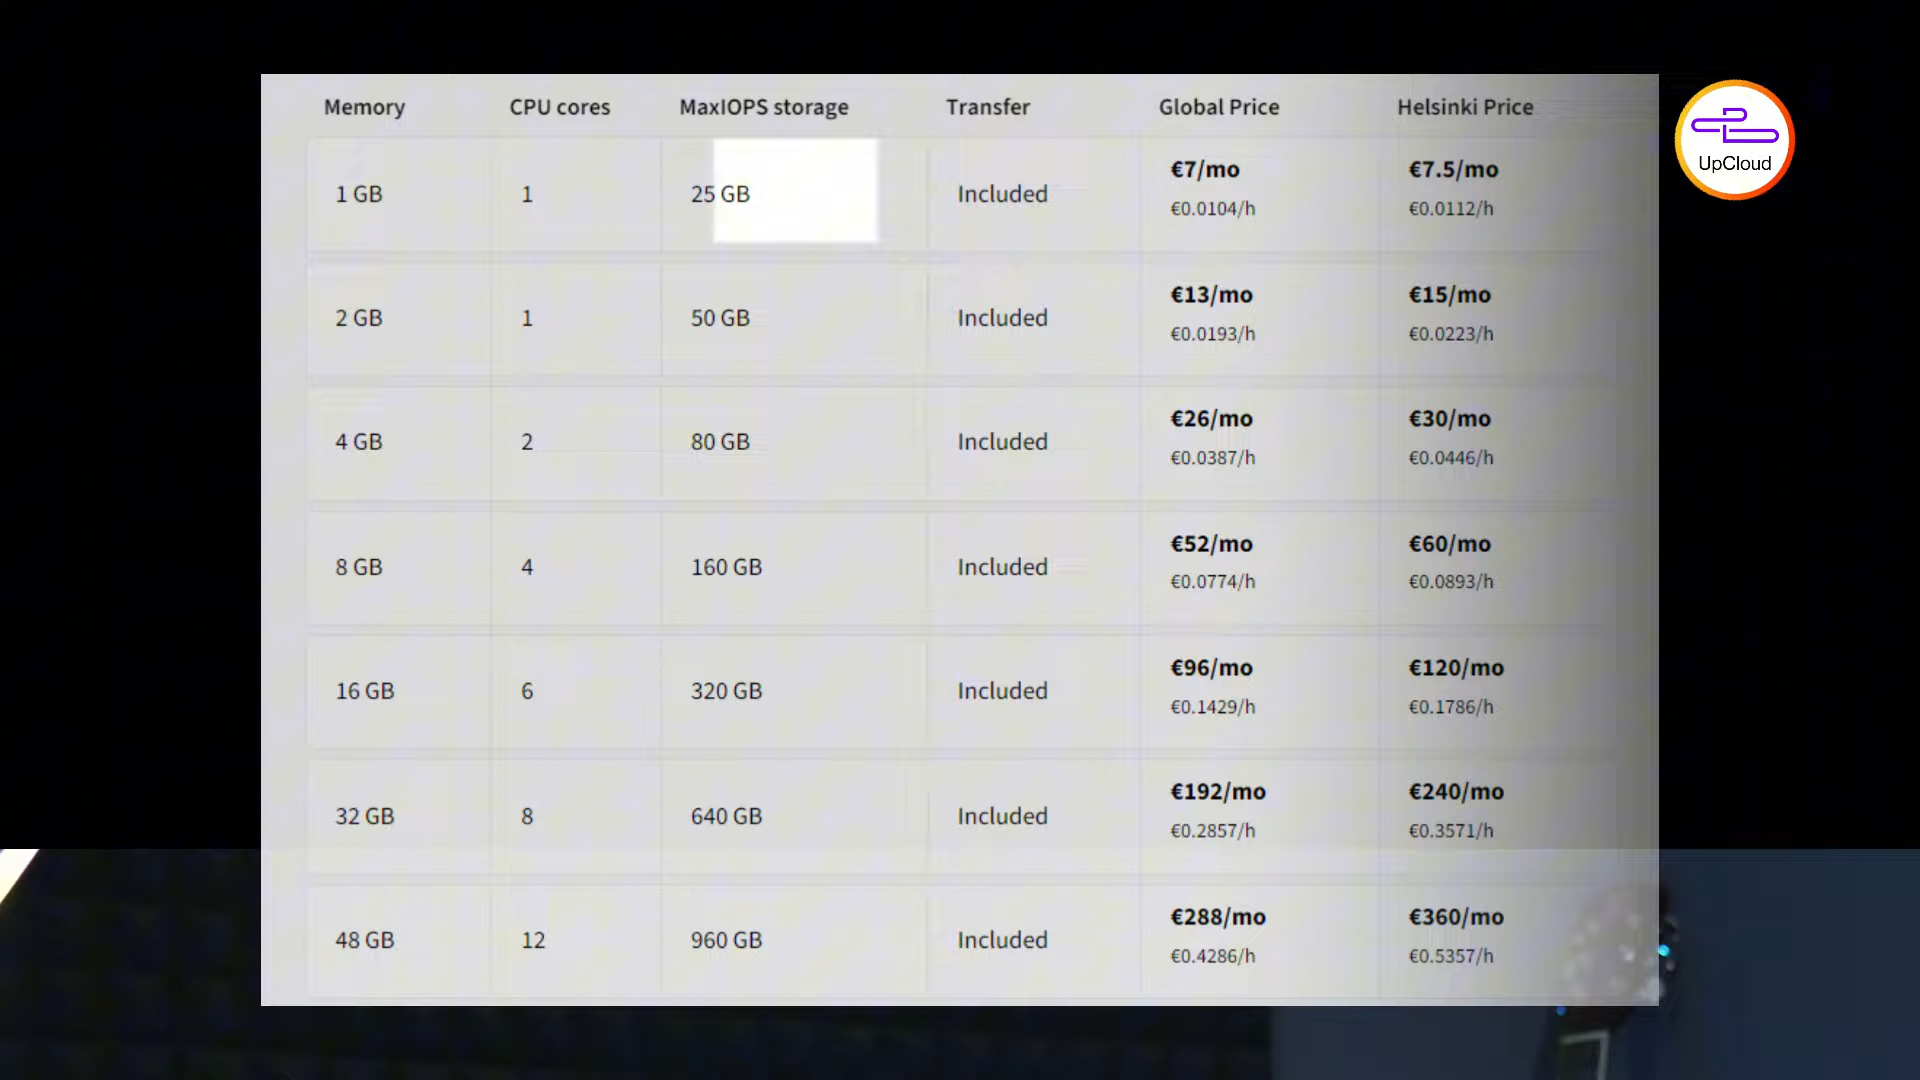 Memory CPU cores MaxIOPS storage Transfer Global Price Helsinki Price
UpCloud
1 GB 1 25 GB Included €7/mo €7.5/mo
€0.0104/h €0.0112/h
2 GB 1 50 GB Included €13/mo €15/mo
€0.0193/h €0.0223/h
4 GB 2 80 GB Included €26/mo €30/mo
€0.0387/h €0.0446/h
8 GB 4 160 GB Included €52/mo €60/mo
€0.0774/h €0.0893/h
16 GB 6 320 GB Included €96/mo €120/mo
€0.1429/h €0.1786/h
32 GB 8 640 GB Included €192/mo €240/mo
€0.2857/h €0.3571/h
48 GB 12 960 GB Included €288/mo €360/mo
€0.4286/h €0.5357/h